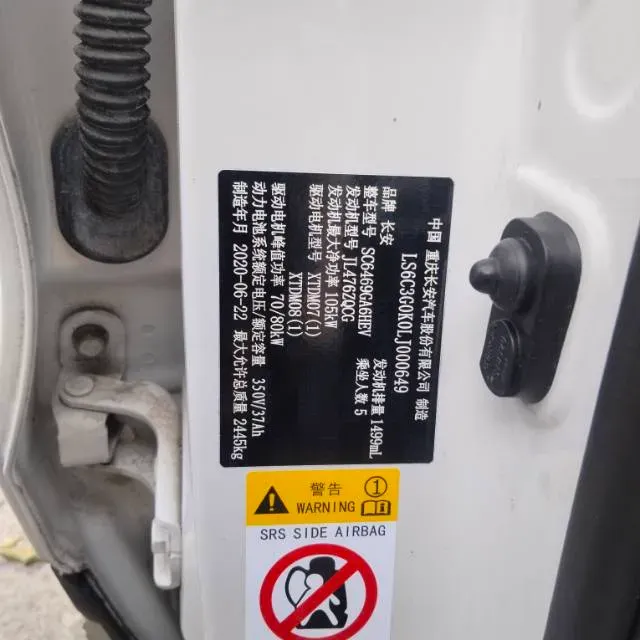 中国 重庆长安汽车股份有限公司 制造
LS6C3G0K0LJ000649
品牌 长安
整车型号 SC6469GA6HEV 乘坐人数 5
发动机型号 JL476ZQCG 发动机排量 1499mL
发动机最大净功率 105kW
驱动电机型号 XTDM07(1)
XTDM08(1)
驱动电机峰值功率 70/80kW
动力电池系统额定电压/额定容量 350V/37Ah
制造年月 2020-06-22 最大允许总质量 2445kg
警告
WARNING
SRS SIDE AIRBAG